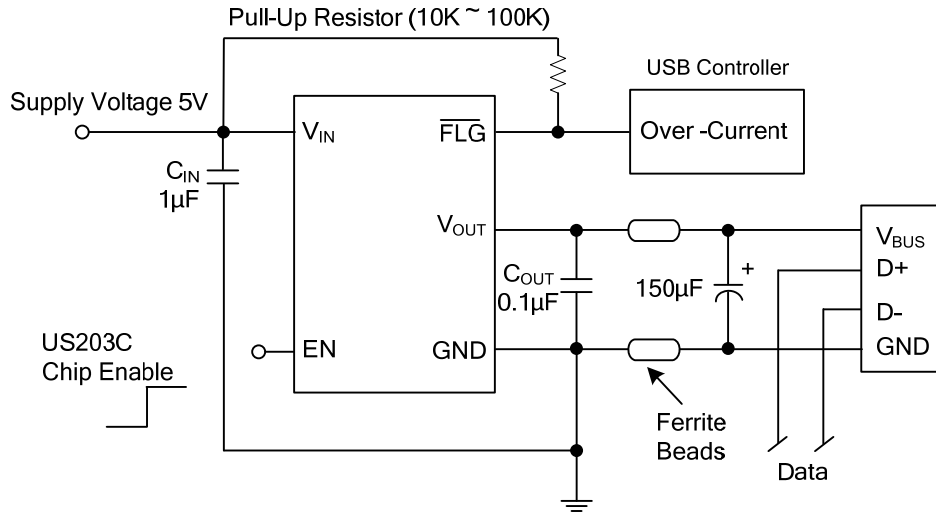 Pull-Up Resistor (10K ~ 100K)
USB Controller
Supply Voltage 5V
VIN
FLG
Over -Current
CIN
1µF
VOUT
VBUS
D+
COUT
0.1µF
150µF
+
D-
US203C
Chip Enable
EN
GND
GND
Ferrite
Beads
Data